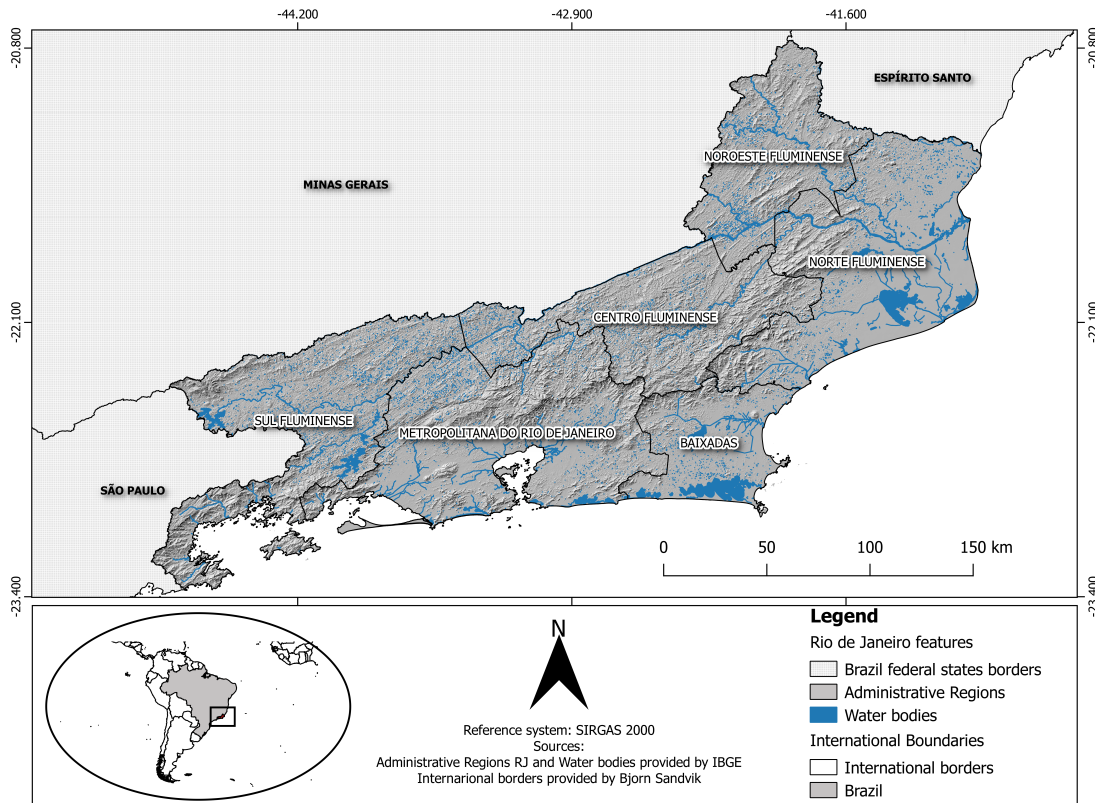 -44.200
-42.900
-41.600
-20.800
-20.800
ESPÍRITO SANTO
NOROESTE FLUMINENSE
MINAS GERAIS
NORTE FLUMINENSE
CENTRO FLUMINENSE
-22.100
-22.100
SUL FLUMINENSE
METROPOLITANA DO RIO DE JANEIRO
BAIXADAS
SÃO PAULO
0
50
100
150 km
-23.400
-23.400
N
Reference system: SIRGAS 2000
Sources:
Administrative Regions RJ and Water bodies provided by IBGE
Internarional borders provided by Bjorn Sandvik
Legend
Rio de Janeiro features
Brazil federal states borders
Administrative Regions
Water bodies
International Boundaries
International borders
Brazil